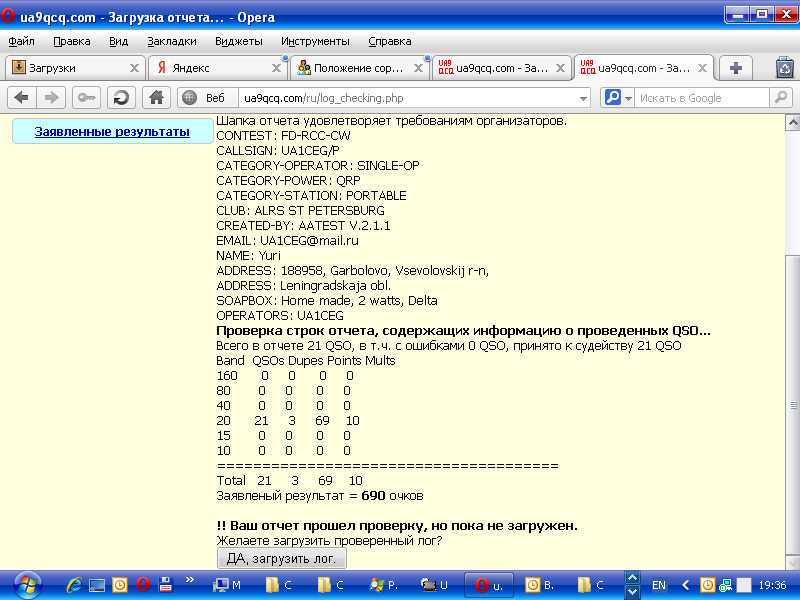 ua9qcq.com - Загрузка отчета... - Opera
Файл Правка Вид Закладки Виджеты Инструменты Справка
Загрузки
Я Яндекс
Положение сор...
UA9 QCQ ua9qcq.com - За...
UA9 QCQ ua9qcq.com - За...
Веб ua9qcq.com/ru/log_checking.php Искать в Google
Заявленные результаты
Шапка отчета удовлетворяет требованиям организаторов.
CONTEST: FD-RCC-CW
CALLSIGN: UA1CEG/P
CATEGORY-OPERATOR: SINGLE-OP
CATEGORY-POWER: QRP
CATEGORY-STATION: PORTABLE
CLUB: ALRS ST PETERSBURG
CREATED-BY: AATEST V.2.1.1
EMAIL: UA1CEG@mail.ru
NAME: Yuri
ADDRESS: 188958, Garbolovo, Vsevolovskij r-n,
ADDRESS: Leningradskaja obl.
SOAPBOX: Home made, 2 watts, Delta
OPERATORS: UA1CEG
Проверка строк отчета, содержащих информацию о проведенных QSO...
Всего в отчете 21 QSO, в т.ч. с ошибками 0 QSO, принято к судейству 21 QSO
Band QSOs Dupes Points Mults
160 0 0 0 0
80 0 0 0 0
40 0 0 0 0
20 21 3 69 10
15 0 0 0 0
10 0 0 0 0
======================================
Total 21 3 69 10
Заявленый результат = 690 очков
!! Ваш отчет прошел проверку, но пока не загружен.
Желаете загрузить проверенный лог?
ДА, загрузить лог.
M C C P. U u. B. C EN 19:36